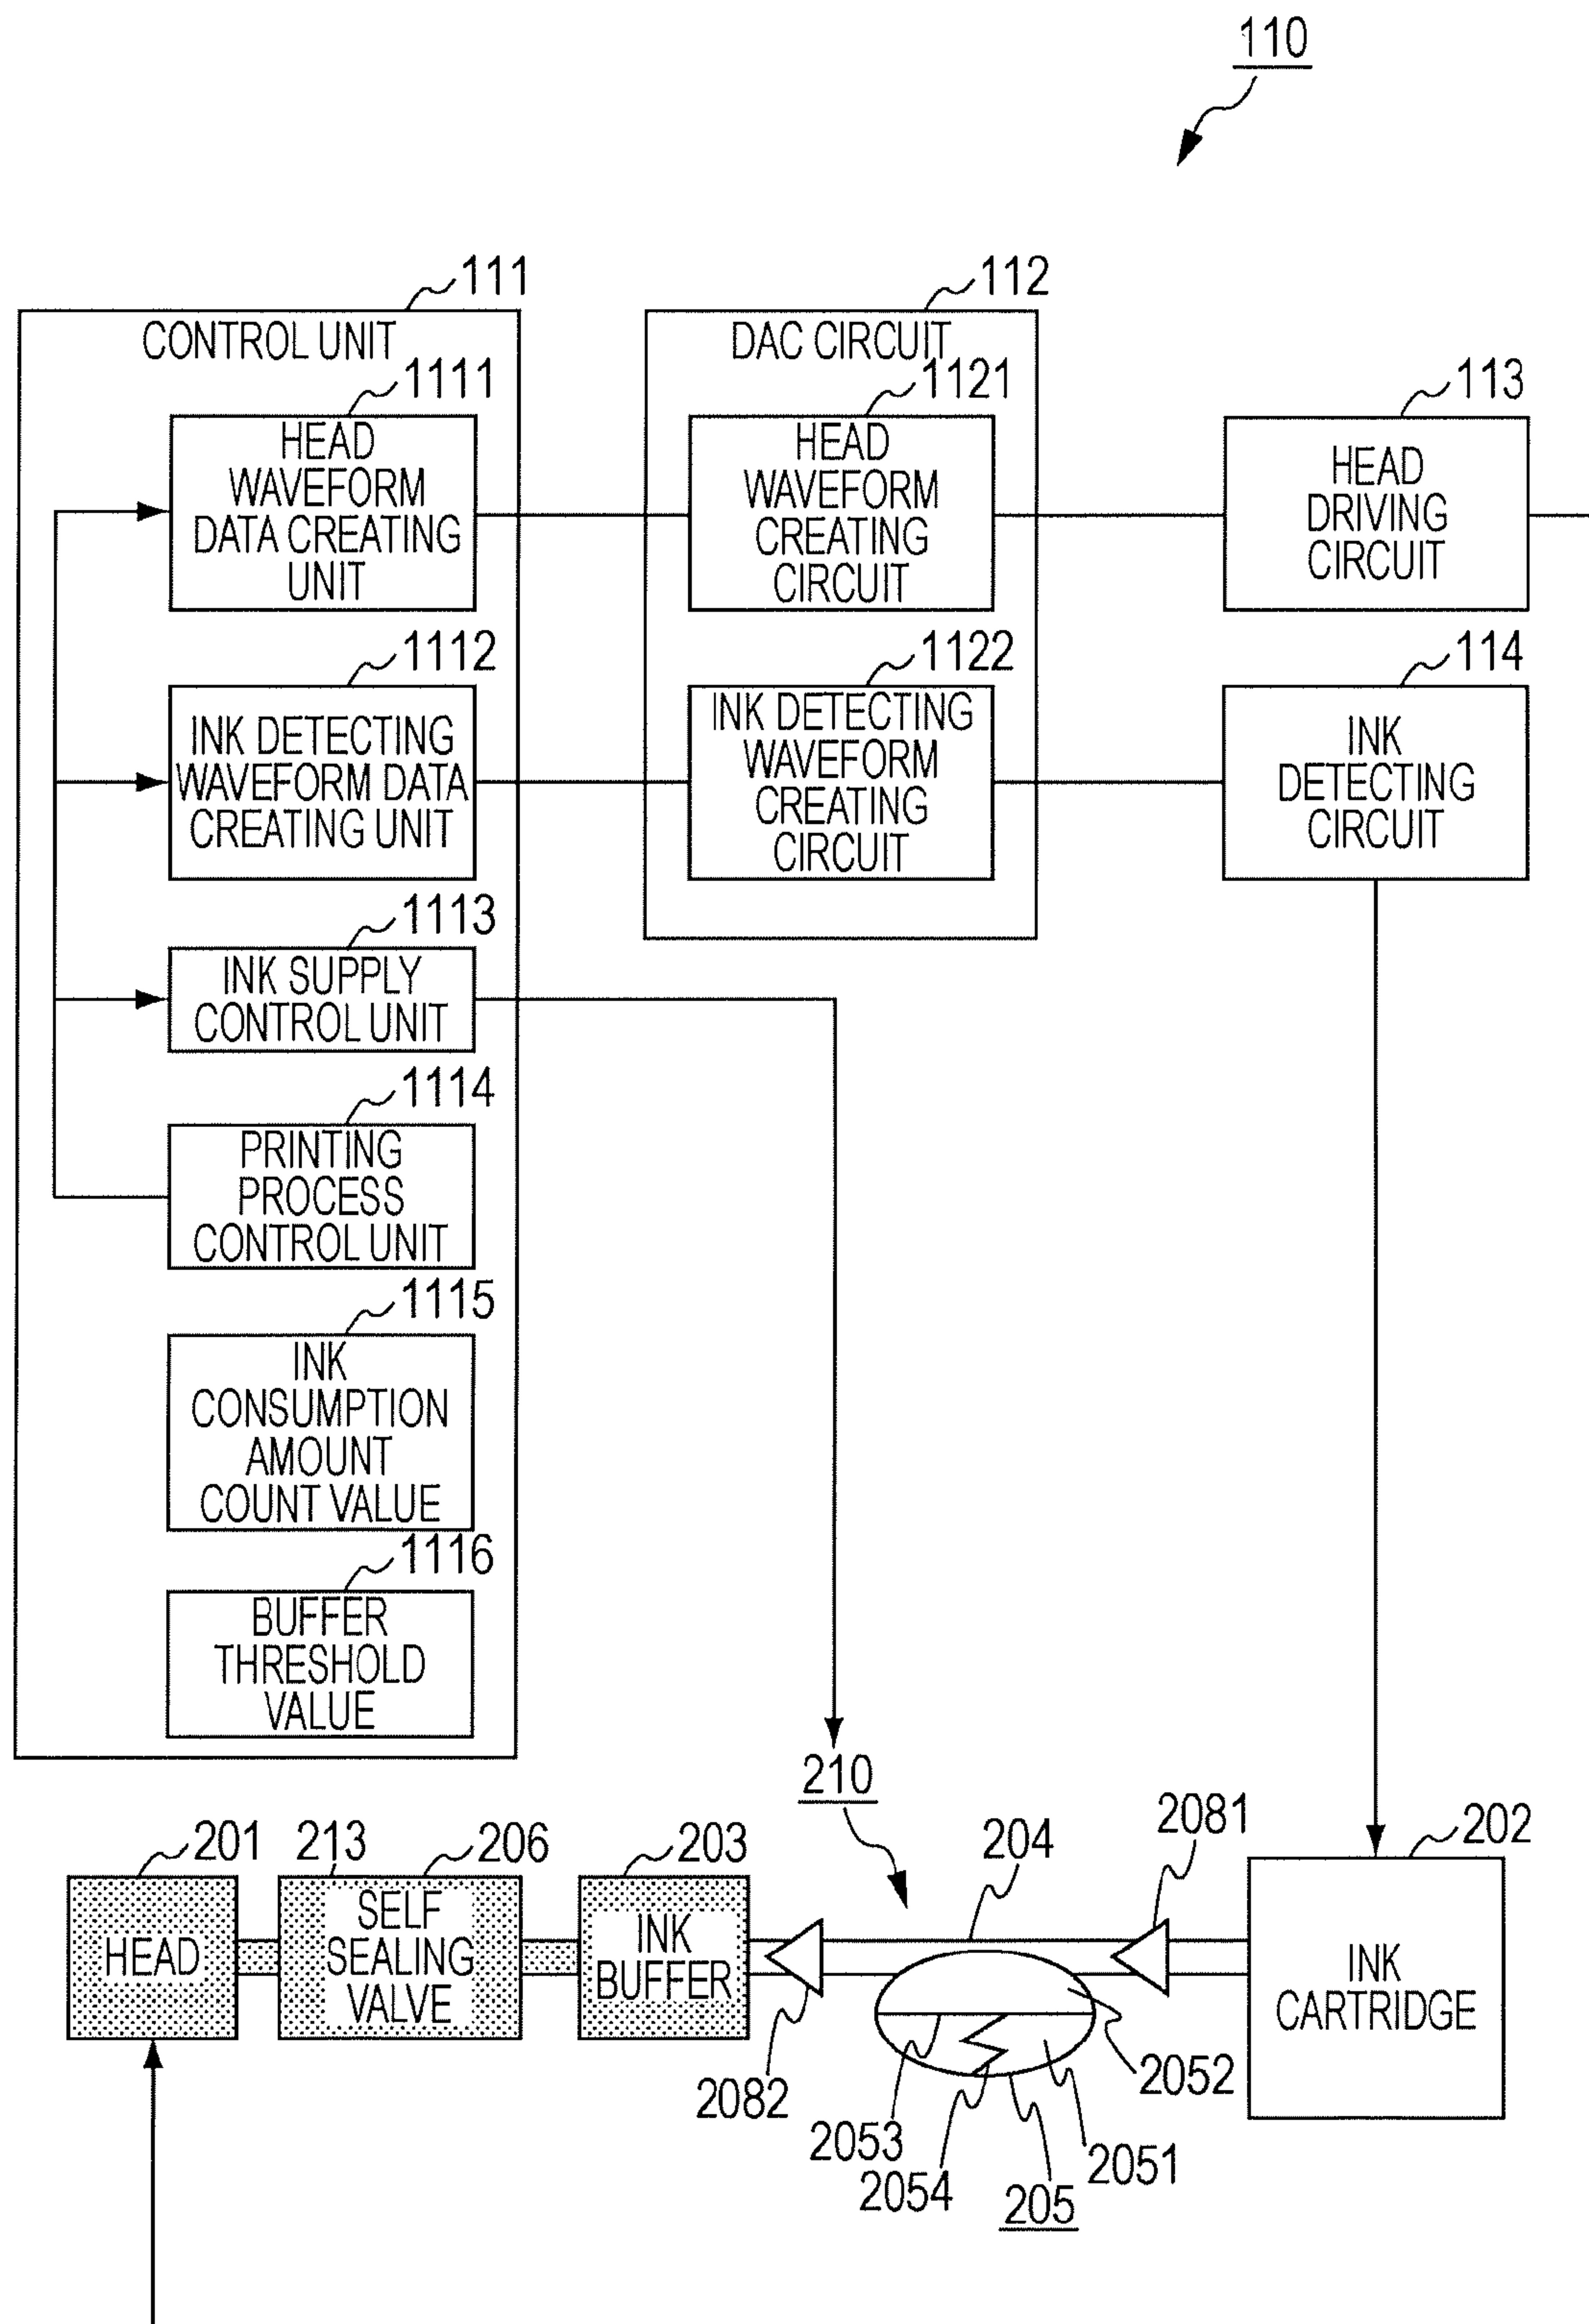 110
111
CONTROL UNIT
1111
HEAD
WAVEFORM
DATA CREATING
UNIT
1112
INK DETECTING
WAVEFORM DATA
CREATING UNIT
1113
INK SUPPLY
CONTROL UNIT
1114
PRINTING
PROCESS
CONTROL UNIT
1115
INK
CONSUMPTION
AMOUNT
COUNT VALUE
1116
BUFFER
THRESHOLD
VALUE
112
DAC CIRCUIT
1121
HEAD
WAVEFORM
CREATING
CIRCUIT
1122
INK DETECTING
WAVEFORM
CREATING
CIRCUIT
113
HEAD
DRIVING
CIRCUIT
114
INK
DETECTING
CIRCUIT
210
201
HEAD
213
206
SELF
SEALING
VALVE
203
INK
BUFFER
204
2081
202
INK
CARTRIDGE
2082
2053
2054
205
2051
2052